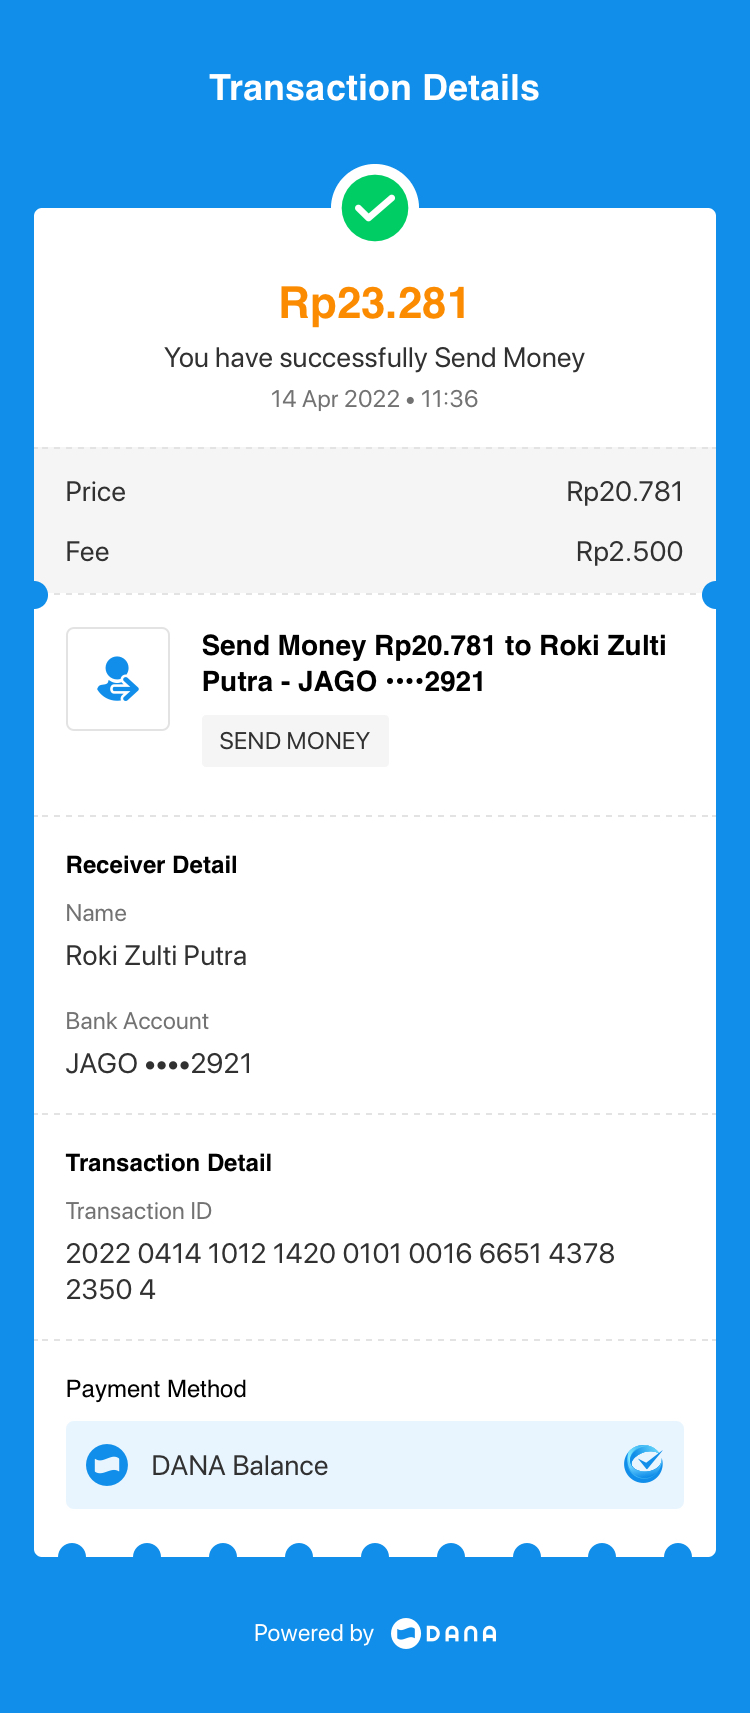 Transaction Details
Rp23.281
You have successfully Send Money
14 Apr 2022 • 11:36
Price Rp20.781
Fee Rp2.500
Send Money Rp20.781 to Roki Zulti
Putra - JAGO ••••2921
SEND MONEY
Receiver Detail
Name
Roki Zulti Putra
Bank Account
JAGO ••••2921
Transaction Detail
Transaction ID
2022 0414 1012 1420 0101 0016 6651 4378
2350 4
Payment Method
DANA Balance
Powered by DANA